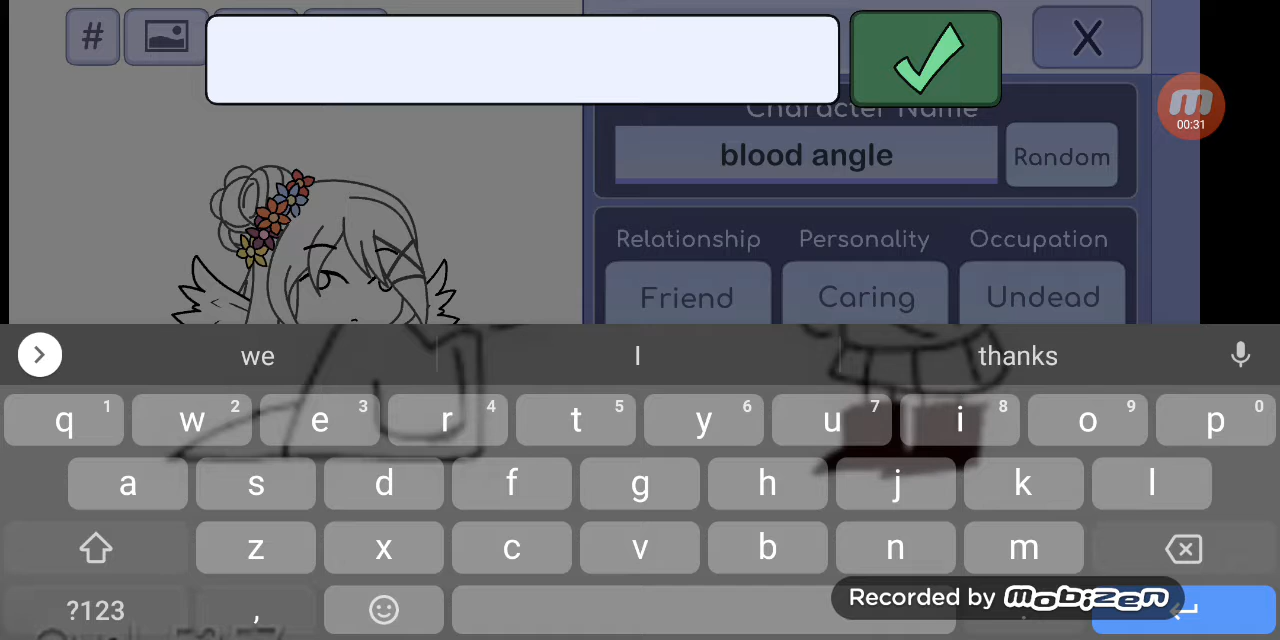 #
X
00:31
Character Name
blood angle
Random
Relationship Personality Occupation
Friend Caring Undead
we I thanks
q 1 w 2 e 3 r 4 t 5 y 6 u 7 i 8 o 9 p 0
a s d f g h j k l
z x c v b n m
Recorded by mobizen
?123 , .